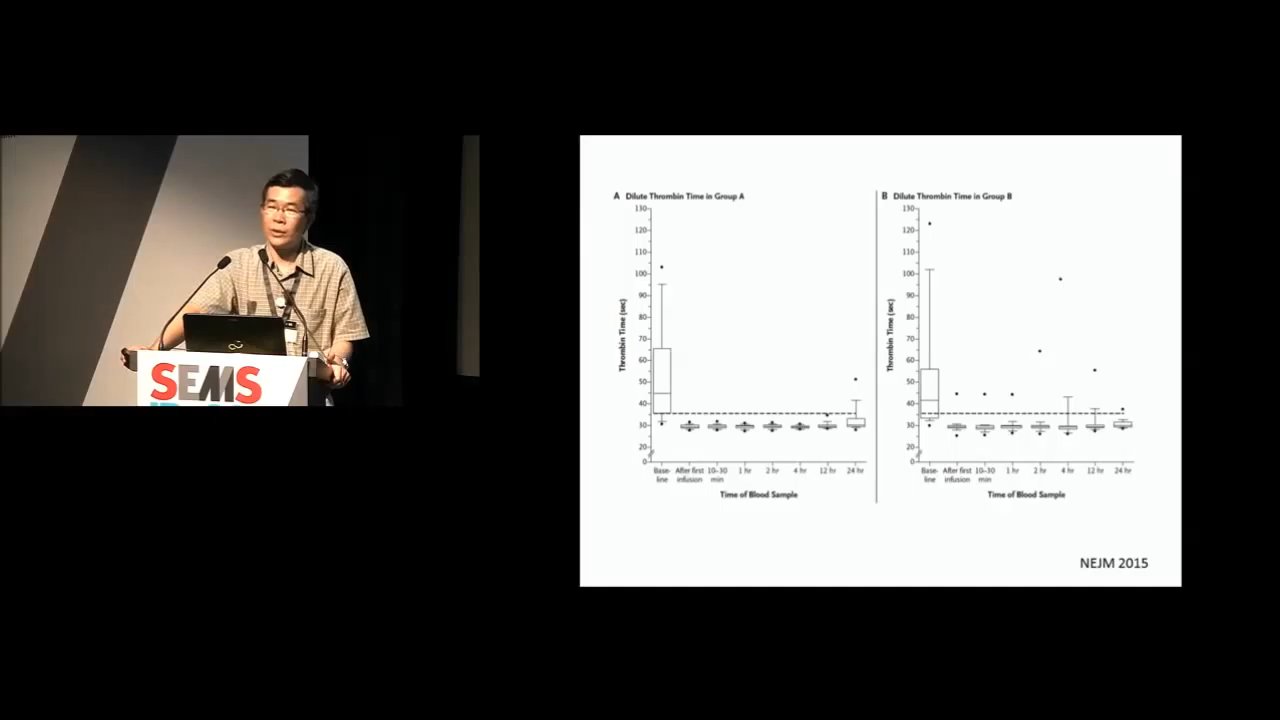 SEMS
A Dilute Thrombin Time in Group A
130
120
110
100
90
80
70
60
50
40
30
20
0
Thrombin Time (sec)
Base-line
After first infusion
10–30 min
1 hr
2 hr
4 hr
12 hr
24 hr
Time of Blood Sample
B Dilute Thrombin Time in Group B
130
120
110
100
90
80
70
60
50
40
30
20
0
Thrombin Time (sec)
Base-line
After first infusion
10–30 min
1 hr
2 hr
4 hr
12 hr
24 hr
Time of Blood Sample
NEJM 2015